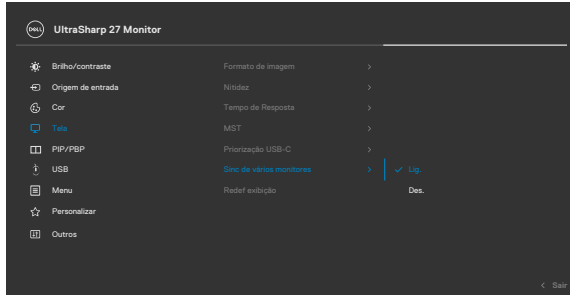 DELL UltraSharp 27 Monitor
Brilho/contraste Formato de imagem >
Origem de entrada Nitidez >
Cor Tempo de Resposta >
Tela MST >
PIP/PBP Priorização USB-C >
USB Sinc de vários monitores > ✓ Lig.
Menu Redef exibição Des.
Personalizar
Outros
< Sair